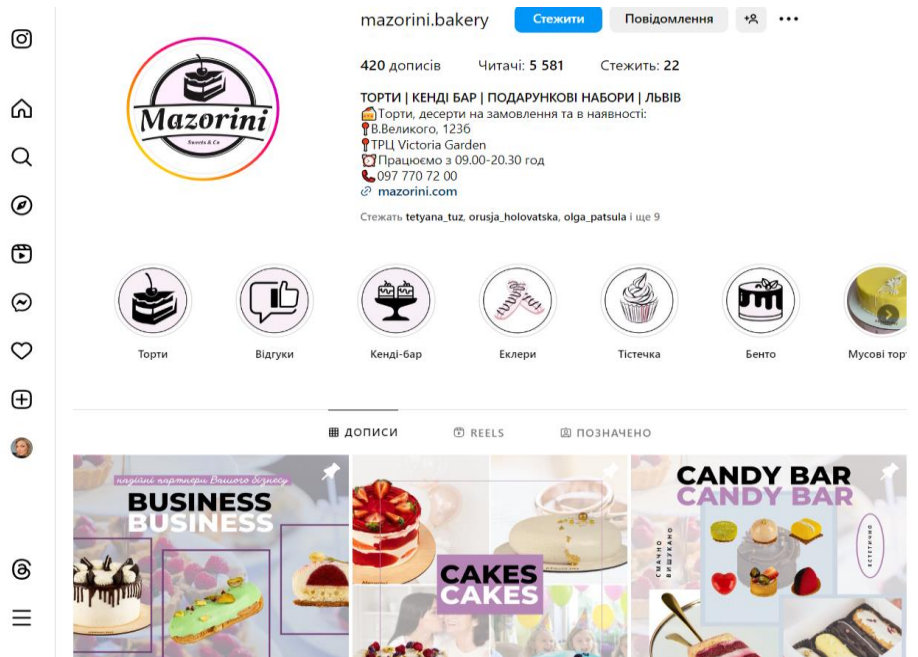 mazorini.bakery Стежити Повідомлення
420 дописів Читачі: 5 581 Стежить: 22
ТОРТИ | КЕНДІ БАР | ПОДАРУНКОВІ НАБОРИ | ЛЬВІВ
Торти, десерти на замовлення та в наявності:
В.Великого, 123б
ТРЦ Victoria Garden
Працюємо з 09.00-20.30 год
097 770 72 00
mazorini.com
Стежать tetyana_tuz, orusja_holovatska, olga_patsula і ще 9
Mazorini
Sweets & Co
Торти Відгуки Кенді-бар Еклери Тістечка Бенто Мусові торт
ДОПИСИ REELS ПОЗНАЧЕНО
надійні партнери Вашого бізнесу
BUSINESS
BUSINESS
CAKES
CAKES
CANDY BAR
CANDY BAR
СМАЧНО
ВИШУКАНО
ЕСТЕТИЧНО